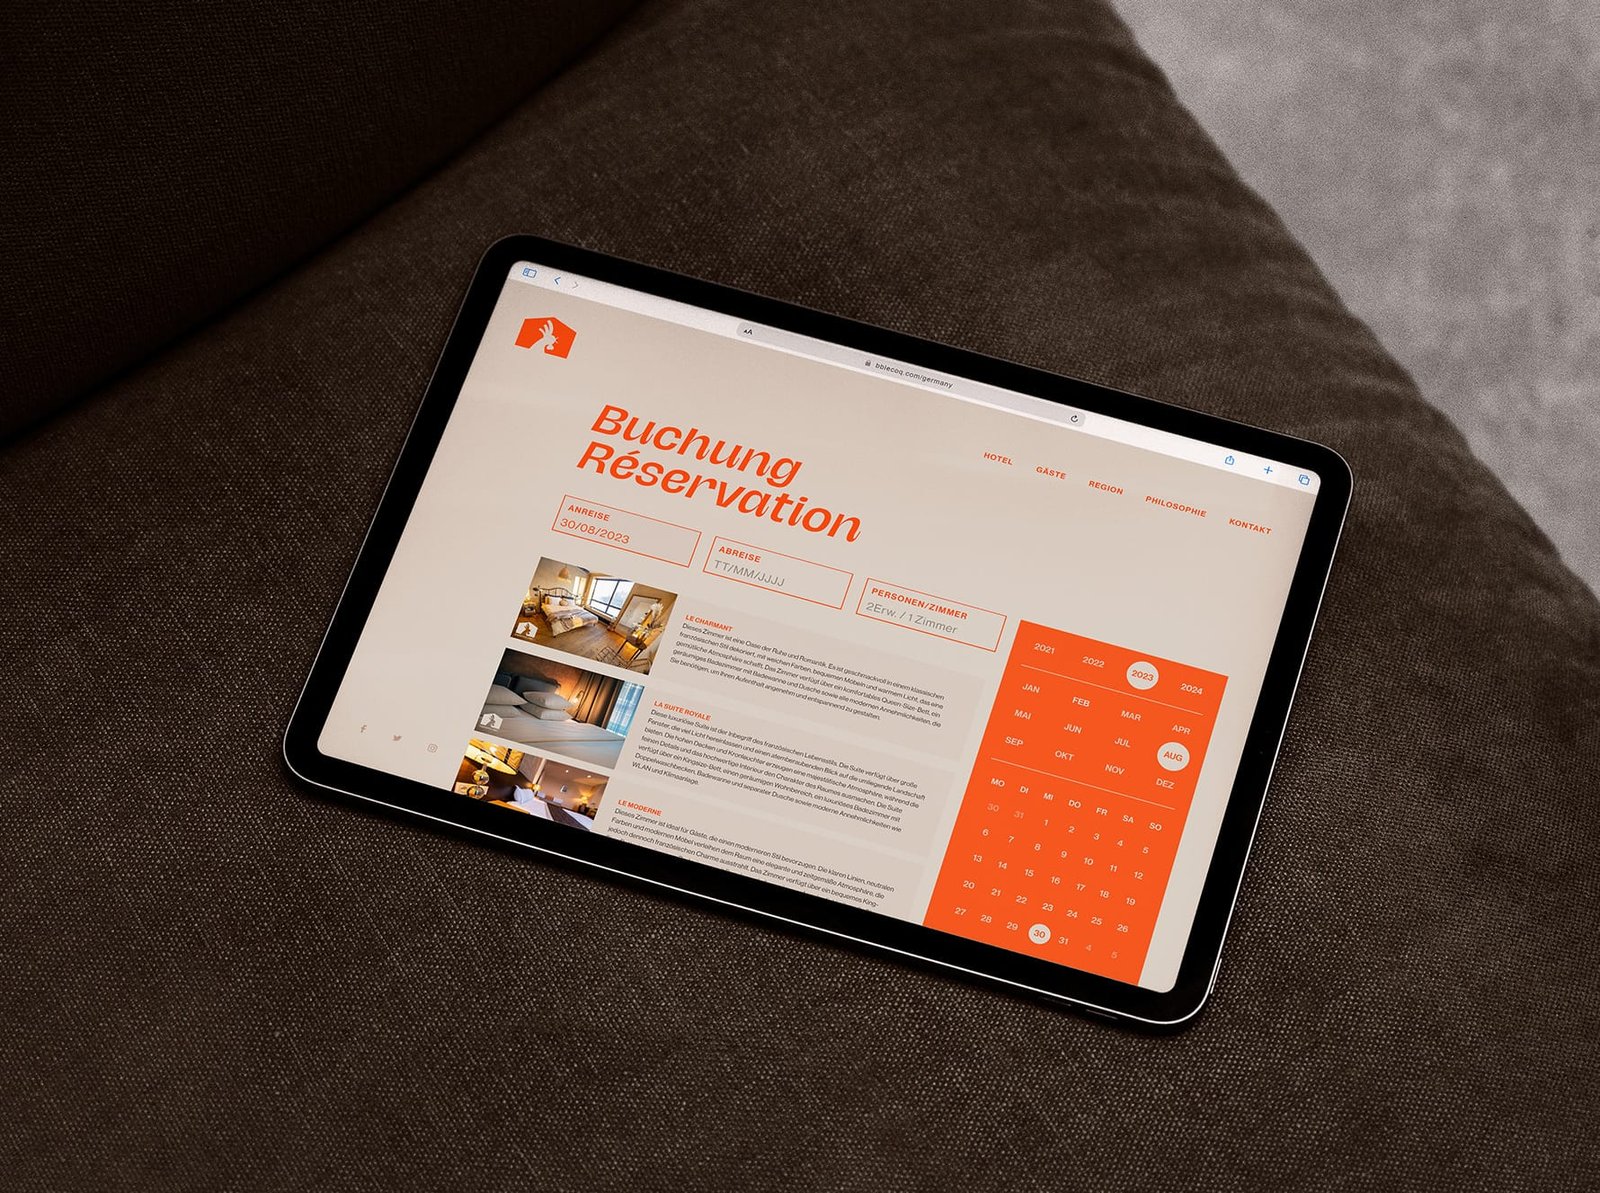 AA
bblecoq.com/germany
HOTEL
GÄSTE
REGION
PHILOSOPHIE
KONTAKT
Buchung
Réservation
ANREISE
30/08/2023
ABREISE
TT/MM/JJJJ
PERSONEN/ZIMMER
2Erw. / 1 Zimmer
LE CHARMANT
Dieses Zimmer ist eine Oase der Ruhe und Romantik. Es ist geschmackvoll in einem klassischen
französischen Stil dekoriert, mit weichen Farben, bequemen Möbeln und warmem Licht, das eine
gemütliche Atmosphäre schafft. Das Zimmer verfügt über ein komfortables Queen-Size-Bett, ein
geräumiges Badezimmer mit Badewanne und Dusche sowie alle modernen Annehmlichkeiten, die
Sie benötigen, um Ihren Aufenthalt angenehm und entspannend zu gestalten.
LA SUITE ROYALE
Diese luxuriöse Suite ist der Inbegriff des französischen Lebensstils. Die Suite verfügt über große
Fenster, die viel Licht hereinlassen und einen atemberaubenden Blick auf die umliegende Landschaft
bieten. Die hohen Decken und Kronleuchter erzeugen eine majestätische Atmosphäre, während die
feinen Details und das hochwertige Interieur den Charakter des Raumes ausmachen. Die Suite
verfügt über ein Kingsize-Bett, einen geräumigen Wohnbereich, ein luxuriöses Badezimmer mit
Doppelwaschbecken, Badewanne und separater Dusche sowie moderne Annehmlichkeiten wie
WLAN und Klimaanlage.
LE MODERNE
Dieses Zimmer ist ideal für Gäste, die einen moderneren Stil bevorzugen. Die klaren Linien, neutralen
Farben und modernen Möbel verleihen dem Raum eine elegante und zeitgemäße Atmosphäre, die
jedoch dennoch französischen Charme ausstrahlt. Das Zimmer verfügt über ein bequemes King-
2021 2022 2023 2024
JAN FEB MAR APR
MAI JUN JUL AUG
SEP OKT NOV DEZ
MO DI MI DO FR SA SO
30 31 1 2 3 4 5
6 7 8 9 10 11 12
13 14 15 16 17 18 19
20 21 22 23 24 25 26
27 28 29 30 31 4 5